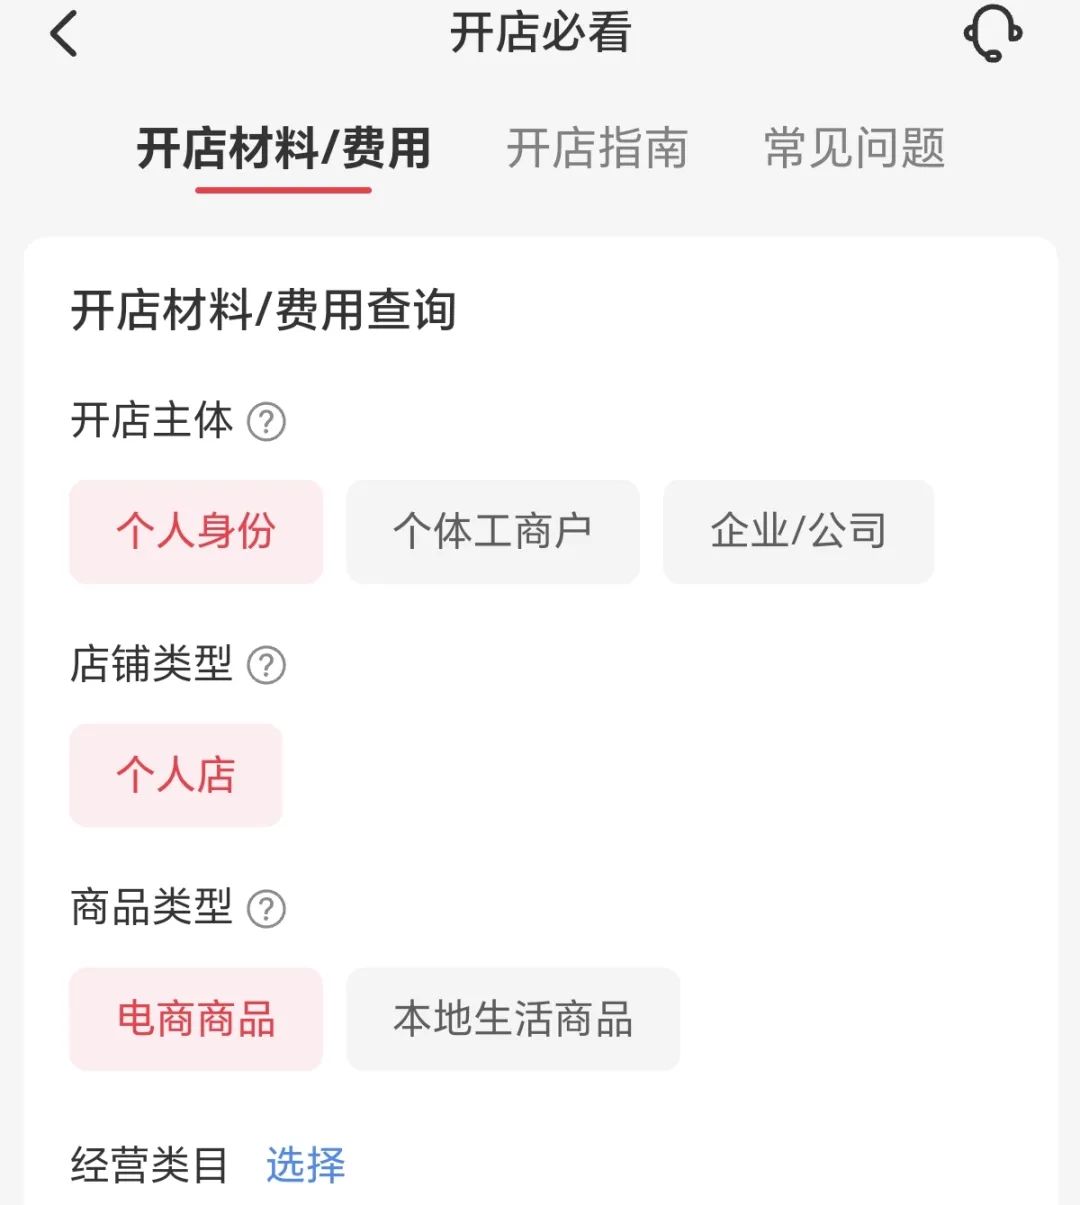 开店必看
开店材料/费用 开店指南 常见问题
开店材料/费用查询
开店主体 ?
个人身份 个体工商户 企业/公司
店铺类型 ?
个人店
商品类型 ?
电商商品 本地生活商品
经营类目 选择